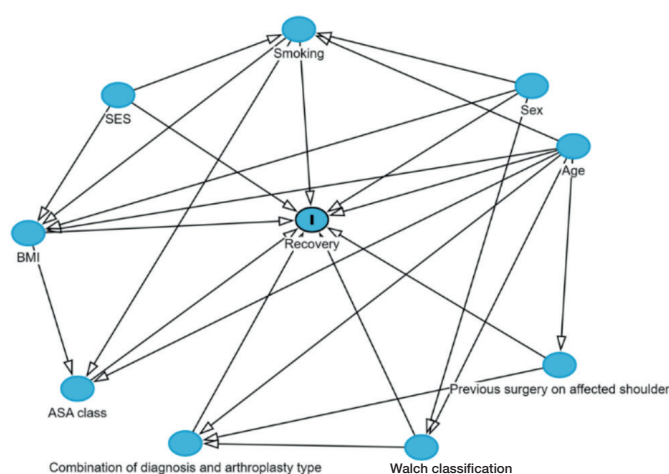 Smoking
SES
Sex
Age
I
Recovery
BMI
Previous surgery on affected shoulder
ASA class
Combination of diagnosis and arthroplasty type
Walch classification